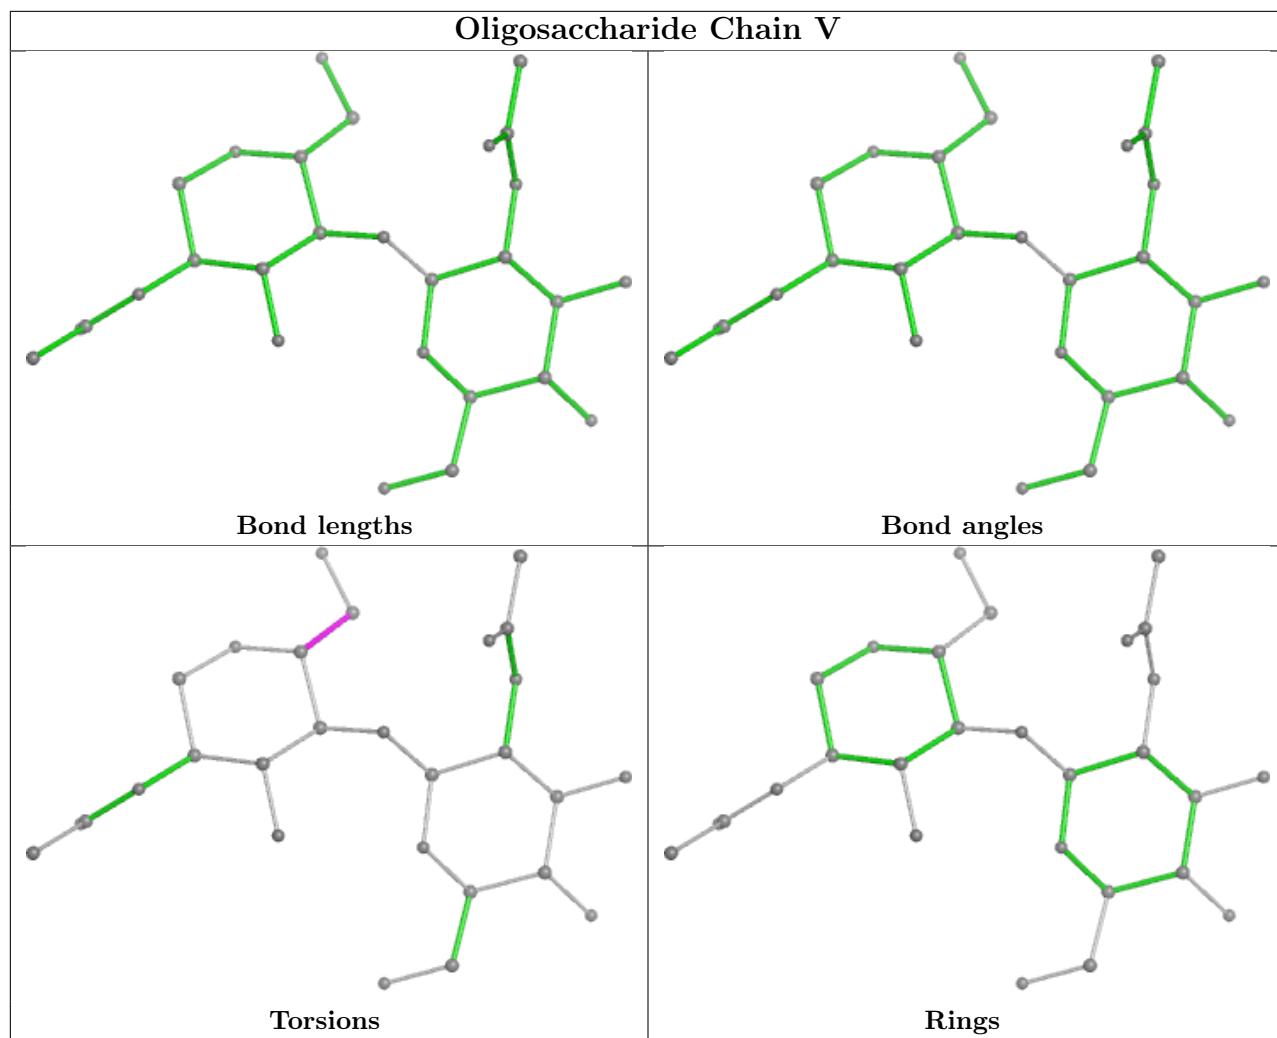 Oligosaccharide Chain V
Bond lengths
Bond angles
Torsions
Rings